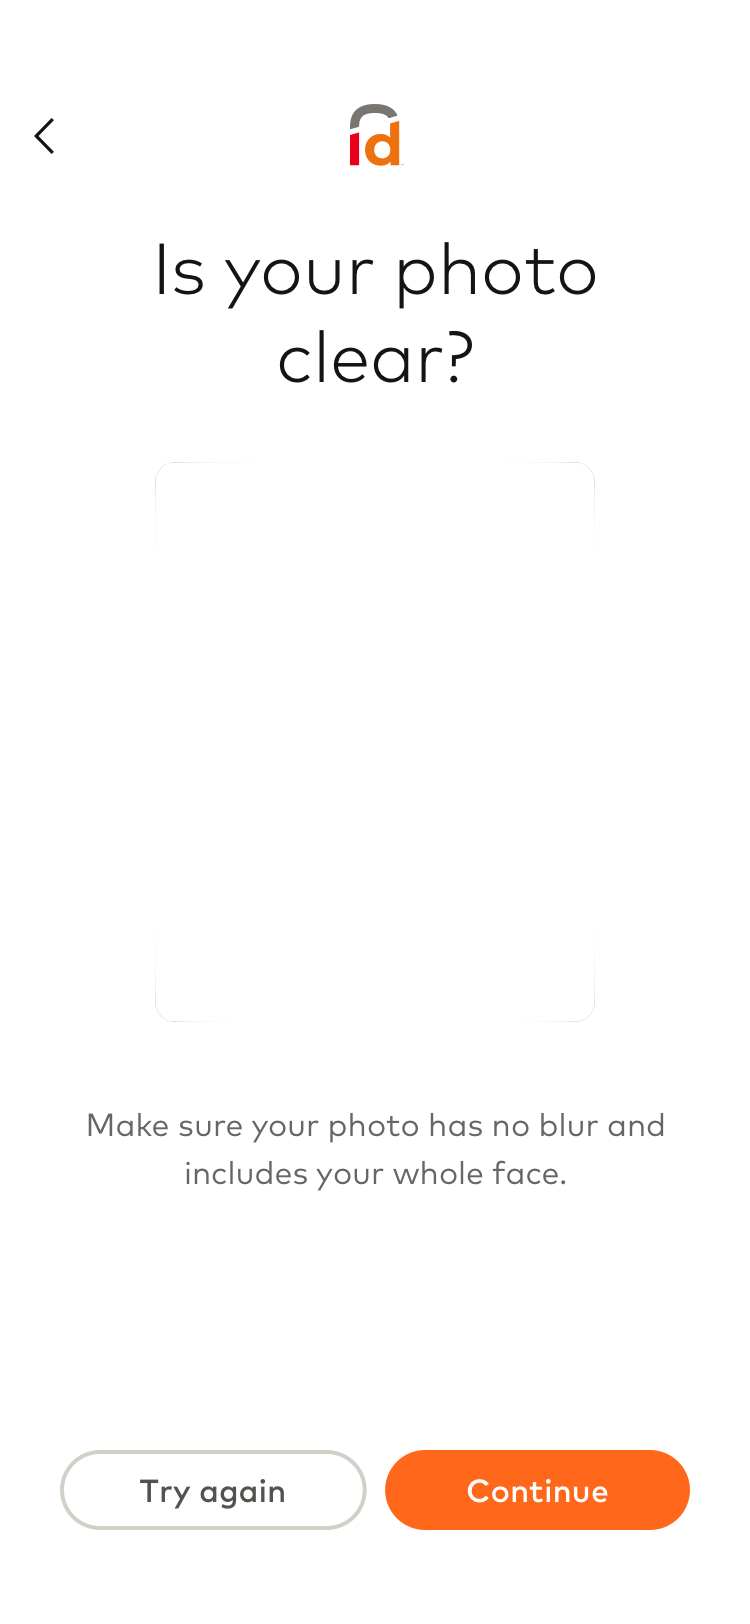 id
Is your photo
clear?
Make sure your photo has no blur and
includes your whole face.
Try again
Continue